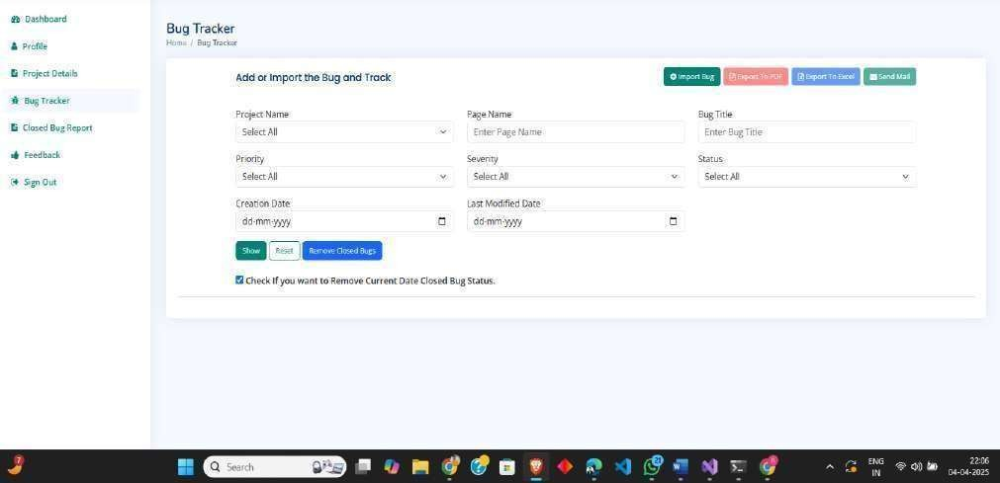 Dashboard
Profile
Project Details
Bug Tracker
Closed Bug Report
Feedback
Sign Out
Bug Tracker
Home / Bug Tracker
Add or Import the Bug and Track
Import Bug
Export To PDF
Export To Excel
Send Mail
Project Name
Select All
Page Name
Enter Page Name
Bug Title
Enter Bug Title
Priority
Select All
Severity
Select All
Status
Select All
Creation Date
dd-mm-yyyy
Last Modified Date
dd-mm-yyyy
Show
Reset
Remove Closed Bugs
Check If you want to Remove Current Date Closed Bug Status.
7
Search
21
ENG
IN
22:06
04-04-2025